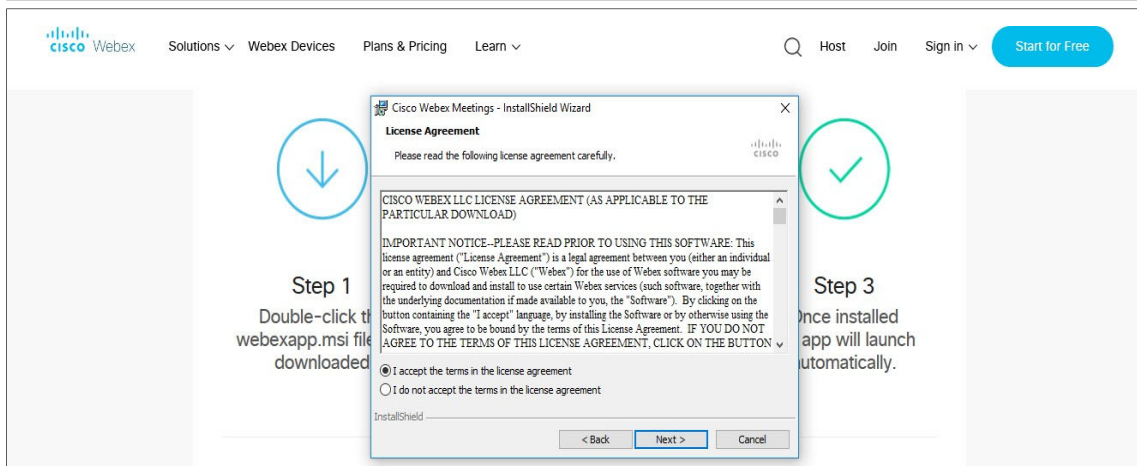 CISCO Webex Solutions Webex Devices Plans & Pricing Learn Host Join Sign in Start for Free
Cisco Webex Meetings - InstallShield Wizard
License Agreement
Please read the following license agreement carefully.
CISCO
CISCO WEBEX LLC LICENSE AGREEMENT (AS APPLICABLE TO THE
PARTICULAR DOWNLOAD)
IMPORTANT NOTICE--PLEASE READ PRIOR TO USING THIS SOFTWARE: This
license agreement ("License Agreement") is a legal agreement between you (either an individual
or an entity) and Cisco Webex LLC ("Webex") for the use of Webex software you may be
required to download and install to use certain Webex services (such software, together with
the underlying documentation if made available to you, the "Software"). By clicking on the
button containing the "I accept" language, by installing the Software or by otherwise using the
Software, you agree to be bound by the terms of this License Agreement. IF YOU DO NOT
AGREE TO THE TERMS OF THIS LICENSE AGREEMENT, CLICK ON THE BUTTON
I accept the terms in the license agreement
I do not accept the terms in the license agreement
InstallShield
< Back Next > Cancel
Step 1
Double-click
webexapp.msi file
downloaded
Step 3
installed
app will launch